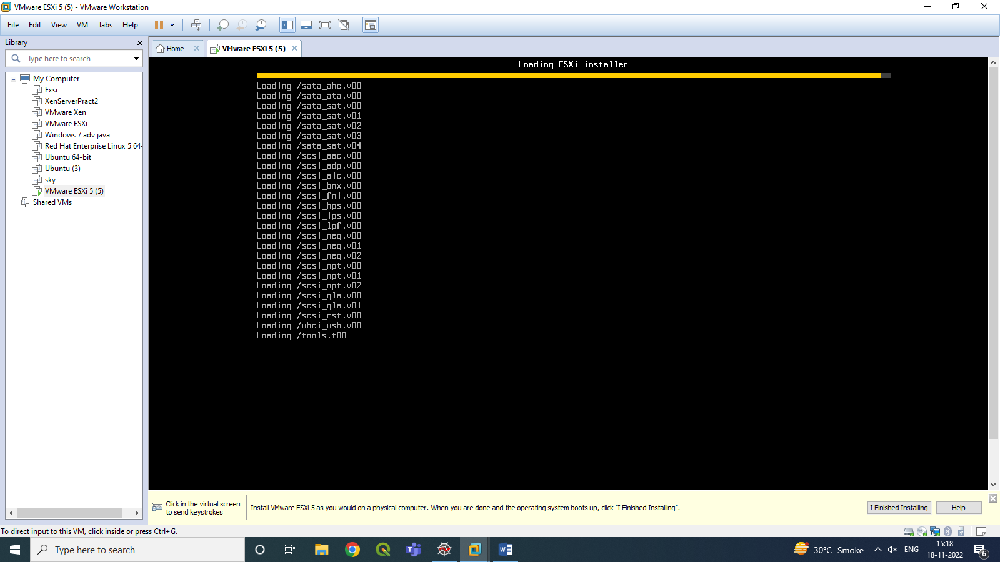 VMware ESXi 5 (5) - VMware Workstation
File Edit View VM Tabs Help
Library
Type here to search
My Computer
Exsi
XenServerPract2
VMware Xen
VMware ESXi
Windows 7 adv java
Red Hat Enterprise Linux 5 64-
Ubuntu 64-bit
Ubuntu (3)
sky
VMware ESXi 5 (5)
Shared VMs
Home
VMware ESXi 5 (5)
Loading ESXi installer
Loading /sata_ahc.v00
Loading /sata_ata.v00
Loading /sata_sat.v00
Loading /sata_sat.v01
Loading /sata_sat.v02
Loading /sata_sat.v03
Loading /sata_sat.v04
Loading /scsi_aac.v00
Loading /scsi_adp.v00
Loading /scsi_aic.v00
Loading /scsi_bnx.v00
Loading /scsi_fni.v00
Loading /scsi_hps.v00
Loading /scsi_ips.v00
Loading /scsi_lpf.v00
Loading /scsi_meg.v00
Loading /scsi_meg.v01
Loading /scsi_meg.v02
Loading /scsi_mpt.v00
Loading /scsi_mpt.v01
Loading /scsi_mpt.v02
Loading /scsi_qla.v00
Loading /scsi_qla.v01
Loading /scsi_rst.v00
Loading /uhci_usb.v00
Loading /tools.t00
Click in the virtual screen
to send keystrokes
Install VMware ESXi 5 as you would on a physical computer. When you are done and the operating system boots up, click "I Finished Installing".
I Finished Installing
Help
To direct input to this VM, click inside or press Ctrl+G.
Type here to search
30°C Smoke
ENG
15:18
18-11-2022
6